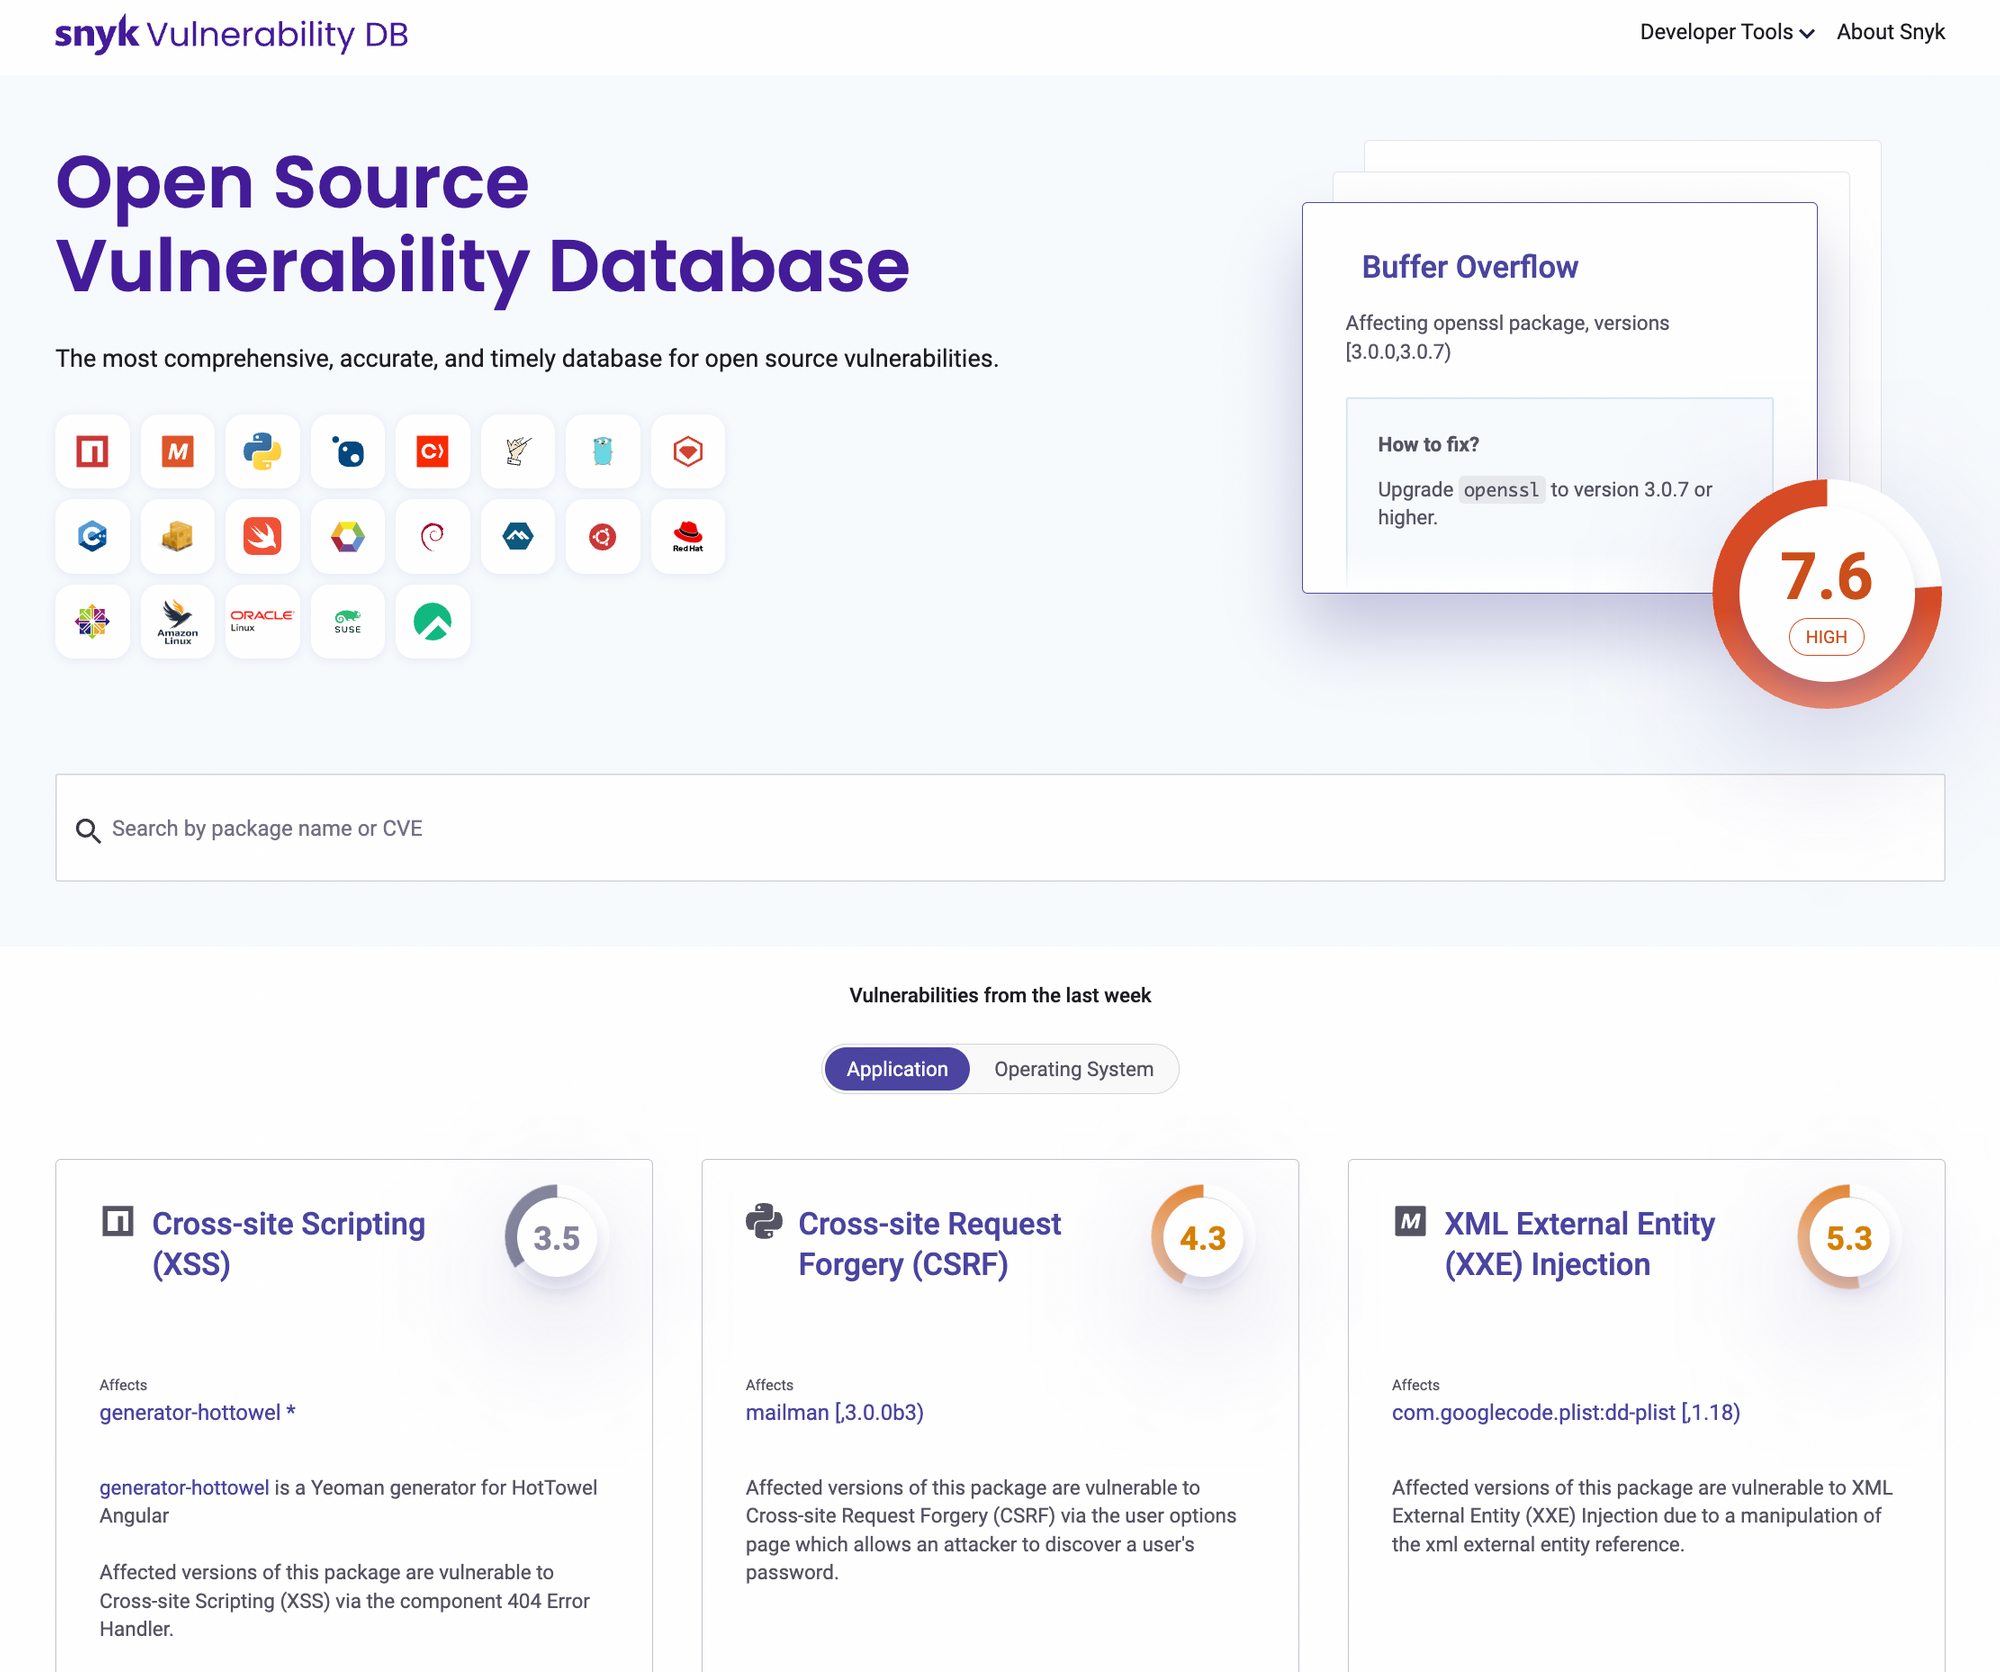 snyk Vulnerability DB
Developer Tools
About Snyk
Open Source
Vulnerability Database
The most comprehensive, accurate, and timely database for open source vulnerabilities.
M
C
Red Hat
Amazon
Linux
ORACLE
Linux
SUSE
Buffer Overflow
Affecting openssl package, versions
[3.0.0,3.0.7)
How to fix?
Upgrade openssl to version 3.0.7 or
higher.
7.6
HIGH
Search by package name or CVE
Vulnerabilities from the last week
Application
Operating System
Cross-site Scripting
(XSS)
3.5
Affects
generator-hottowel *
generator-hottowel is a Yeoman generator for HotTowel
Angular
Affected versions of this package are vulnerable to
Cross-site Scripting (XSS) via the component 404 Error
Handler.
Cross-site Request
Forgery (CSRF)
4.3
Affects
mailman [,3.0.0b3)
Affected versions of this package are vulnerable to
Cross-site Request Forgery (CSRF) via the user options
page which allows an attacker to discover a user's
password.
M
XML External Entity
(XXE) Injection
5.3
Affects
com.googlecode.plist:dd-plist [,1.18)
Affected versions of this package are vulnerable to XML
External Entity (XXE) Injection due to a manipulation of
the xml external entity reference.